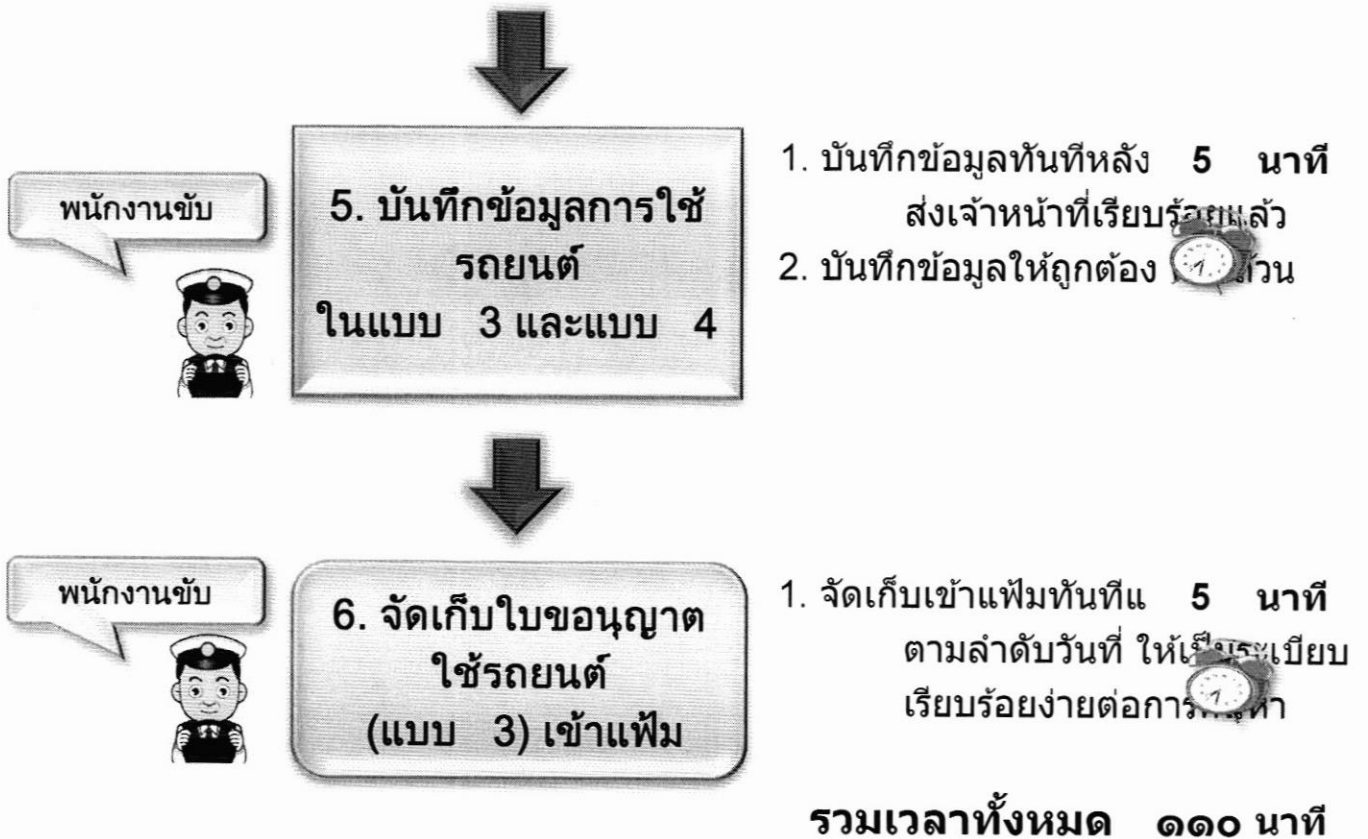 พนักงานขับ
5. บันทึกข้อมูลการใช้
รถยนต์
ในแบบ 3 และแบบ 4
1. บันทึกข้อมูลทันทีหลัง 5 นาที
ส่งเจ้าหน้าที่เรียบร้อยแล้ว
2. บันทึกข้อมูลให้ถูกต้อง
พนักงานขับ
6. จัดเก็บใบขออนุญาต
ใช้รถยนต์
(แบบ 3) เข้าแฟ้ม
1. จัดเก็บเข้าแฟ้มทันทีแ 5 นาที
ตามลำดับวันที่ ให้เป็นระเบียบ
เรียบร้อยง่ายต่อการ
รวมเวลาทั้งหมด ๑๑๐ นาที